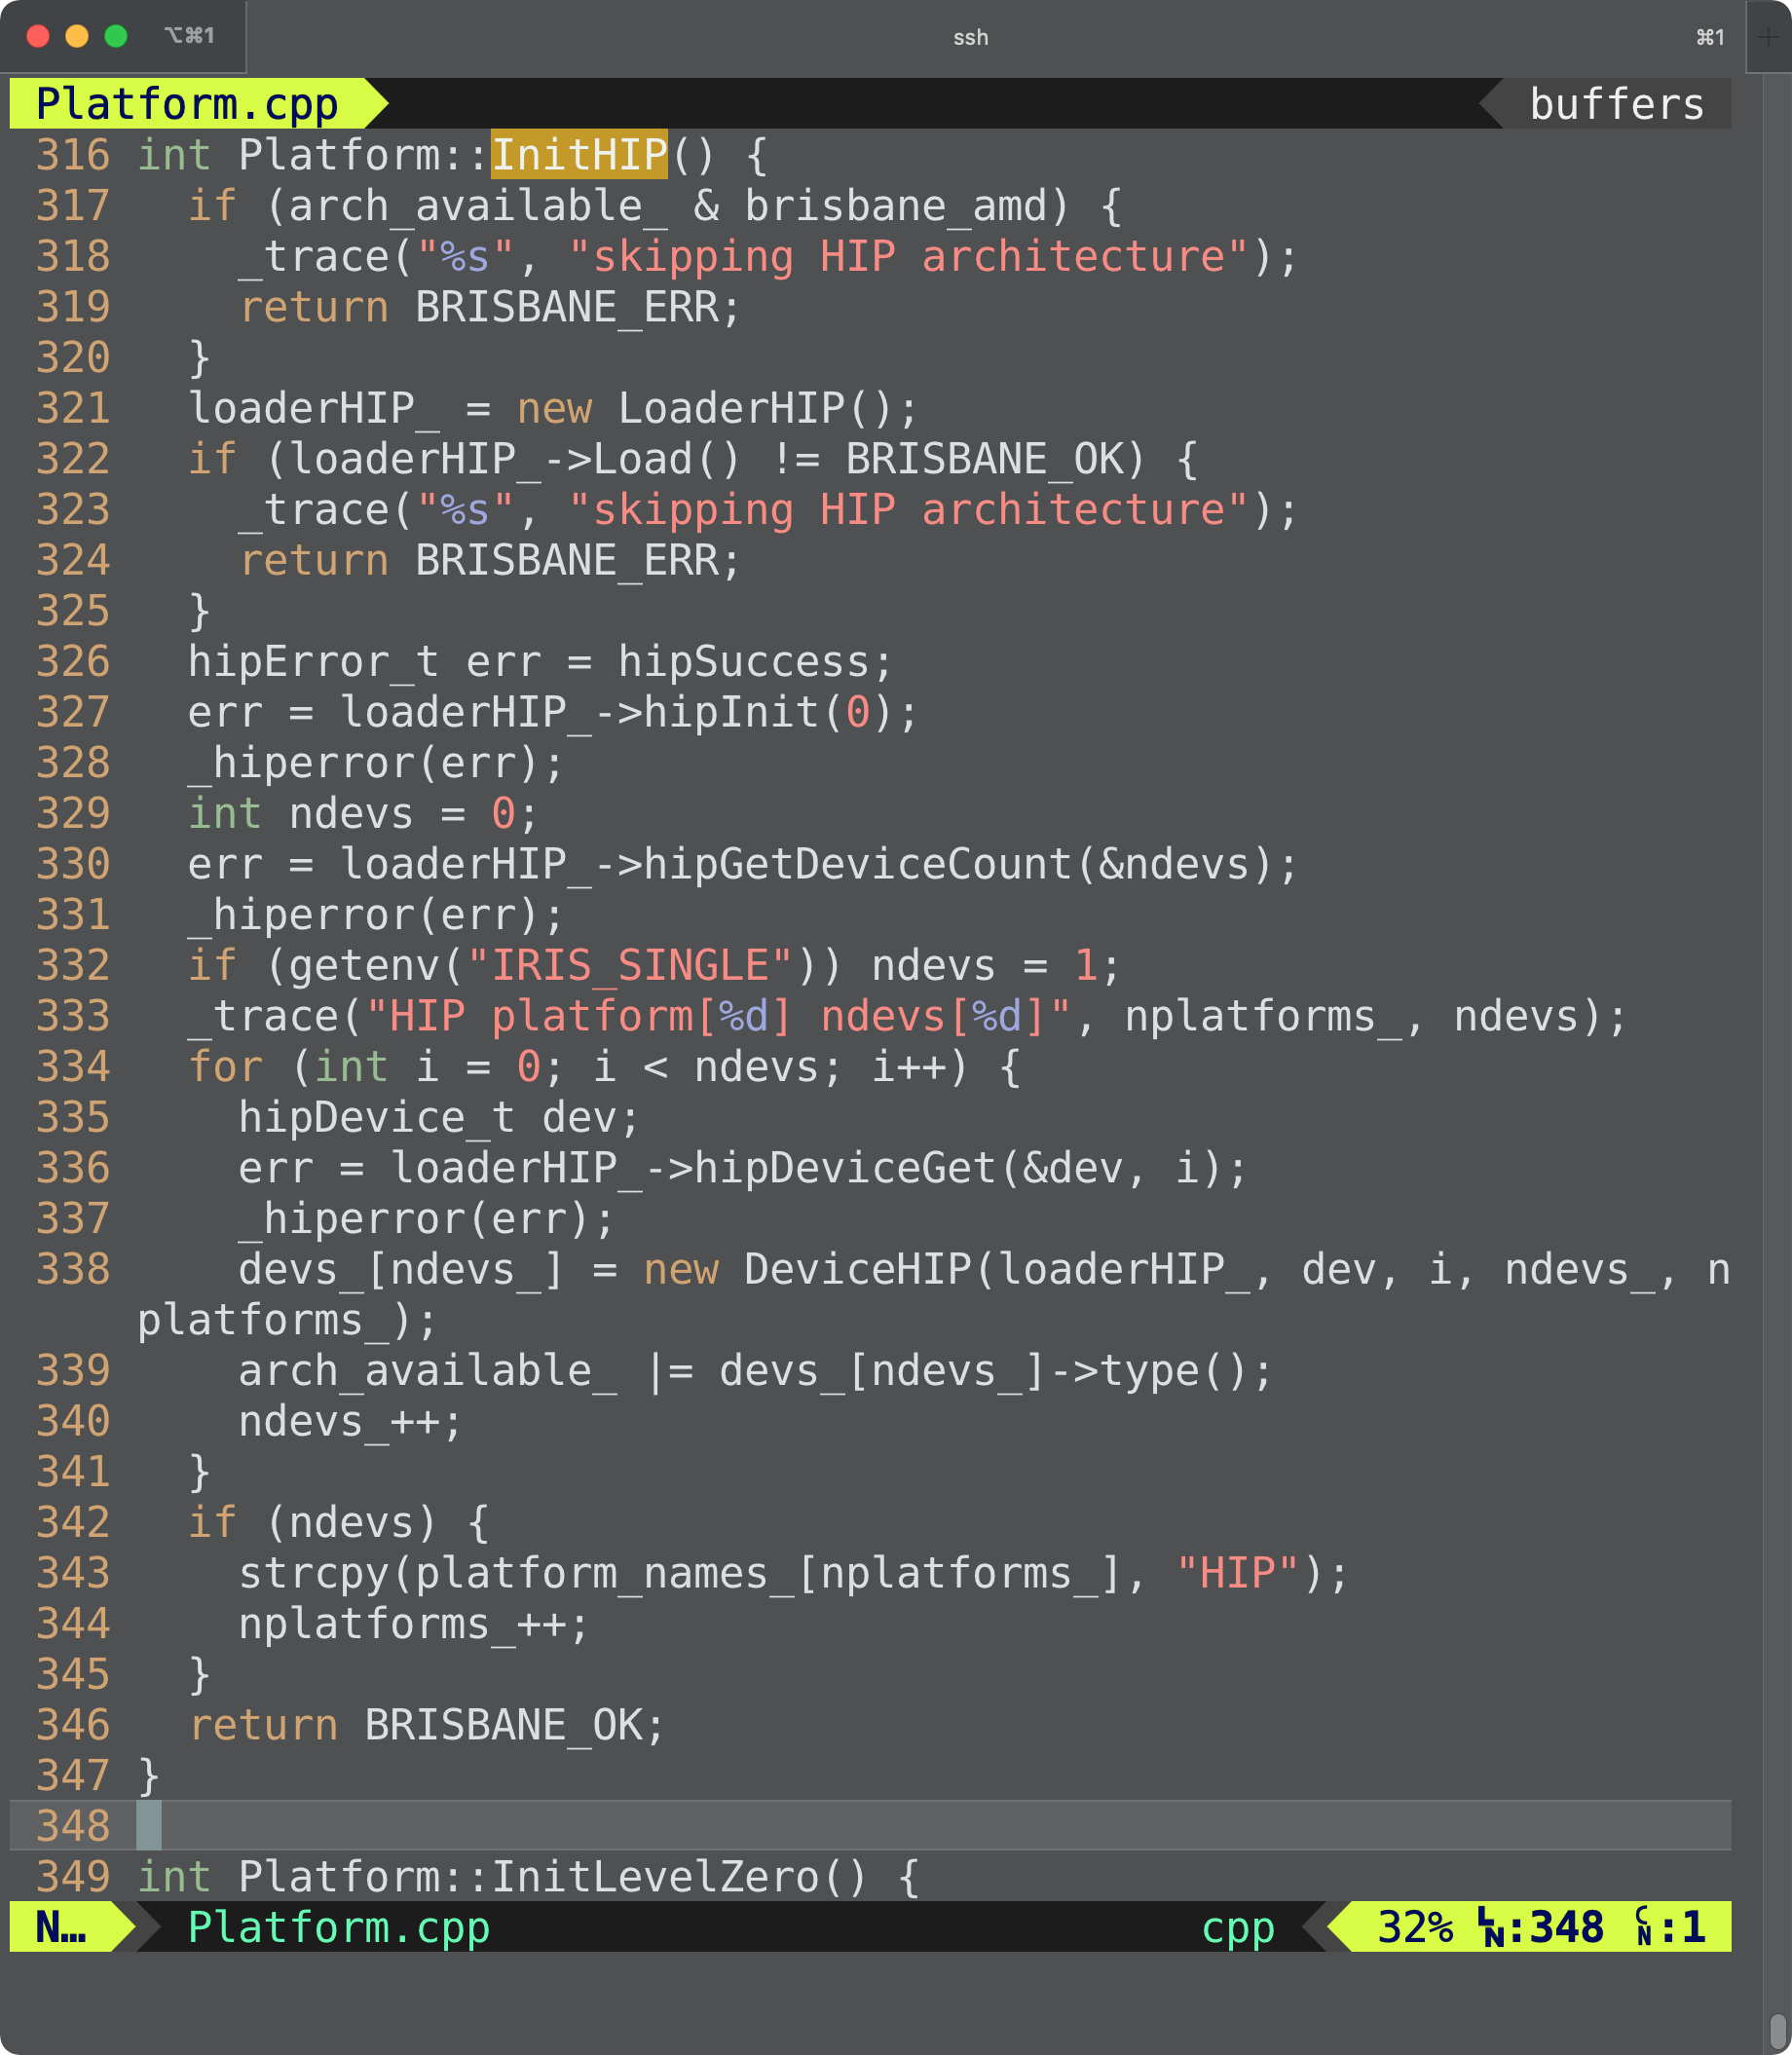 ⌥⌘1 ssh ⌘1 +
Platform.cpp buffers
316 int Platform::InitHIP() {
317   if (arch_available_ & brisbane_amd) {
318     _trace("%s", "skipping HIP architecture");
319     return BRISBANE_ERR;
320   }
321   loaderHIP_ = new LoaderHIP();
322   if (loaderHIP_->Load() != BRISBANE_OK) {
323     _trace("%s", "skipping HIP architecture");
324     return BRISBANE_ERR;
325   }
326   hipError_t err = hipSuccess;
327   err = loaderHIP_->hipInit(0);
328   _hiperror(err);
329   int ndevs = 0;
330   err = loaderHIP_->hipGetDeviceCount(&ndevs);
331   _hiperror(err);
332   if (getenv("IRIS_SINGLE")) ndevs = 1;
333   _trace("HIP platform[%d] ndevs[%d]", nplatforms_, ndevs);
334   for (int i = 0; i < ndevs; i++) {
335     hipDevice_t dev;
336     err = loaderHIP_->hipDeviceGet(&dev, i);
337     _hiperror(err);
338     devs_[ndevs_] = new DeviceHIP(loaderHIP_, dev, i, ndevs_, n
platforms_);
339     arch_available_ |= devs_[ndevs_]->type();
340     ndevs_++;
341   }
342   if (ndevs) {
343     strcpy(platform_names_[nplatforms_], "HIP");
344     nplatforms_++;
345   }
346   return BRISBANE_OK;
347 }
348
349 int Platform::InitLevelZero() {
N… Platform.cpp cpp 32% ␤:348 ℅:1